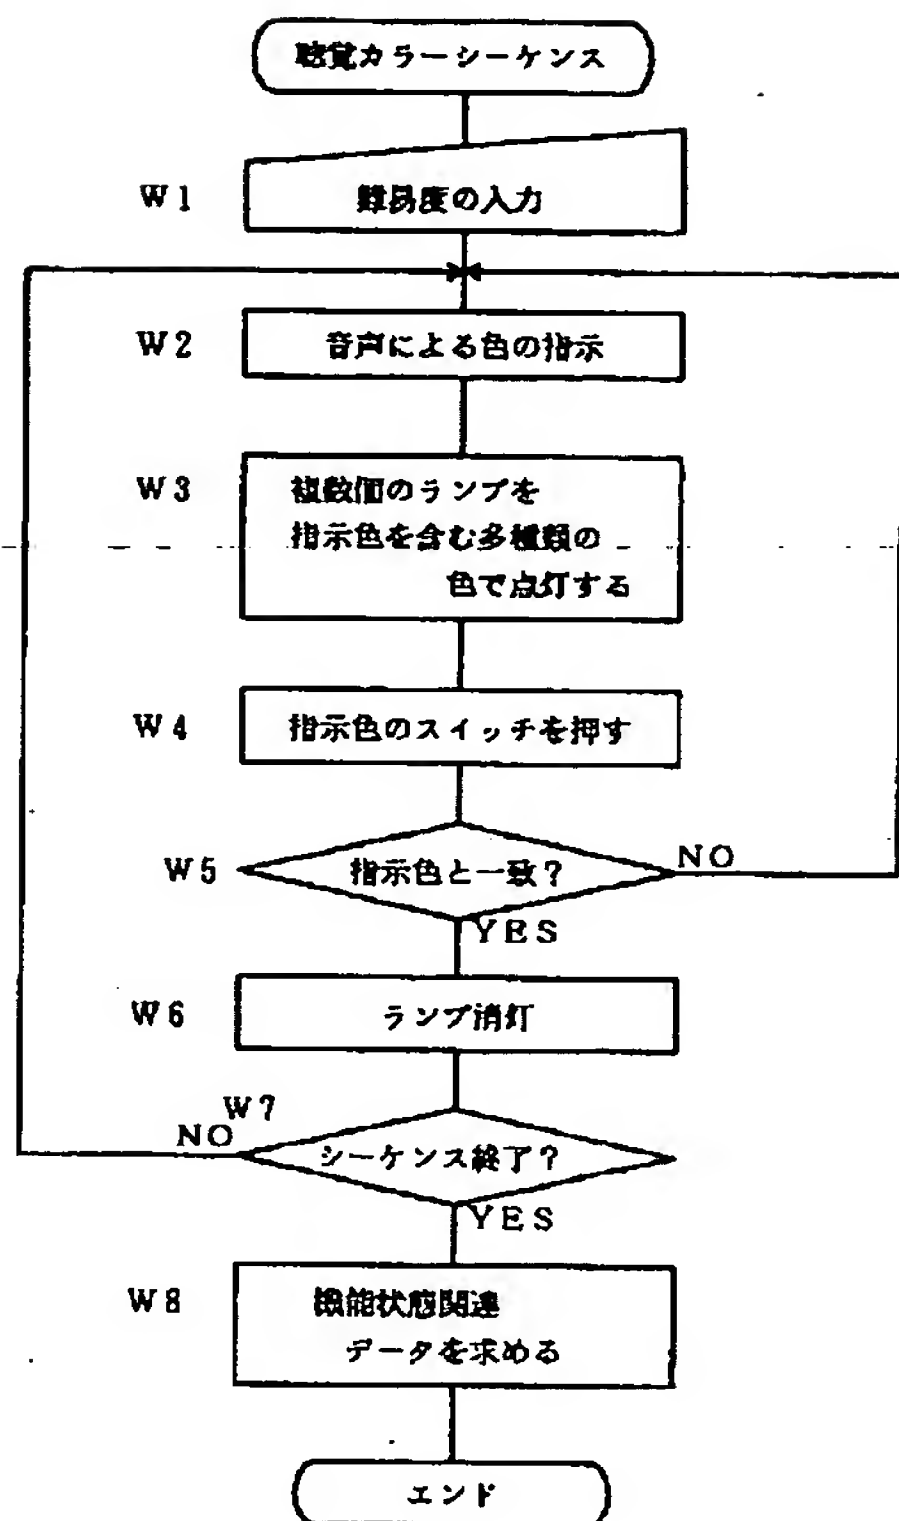 聴覚カラーシーケンス
W1 難易度の入力
W2 音声による色の指示
W3 複数個のランプを
指示色を含む多種類の
色で点灯する
W4 指示色のスイッチを押す
W5 指示色と一致? NO
YES
W6 ランプ消灯
W7
NO シーケンス終了?
YES
W8 機能状態関連
データを求める
エンド